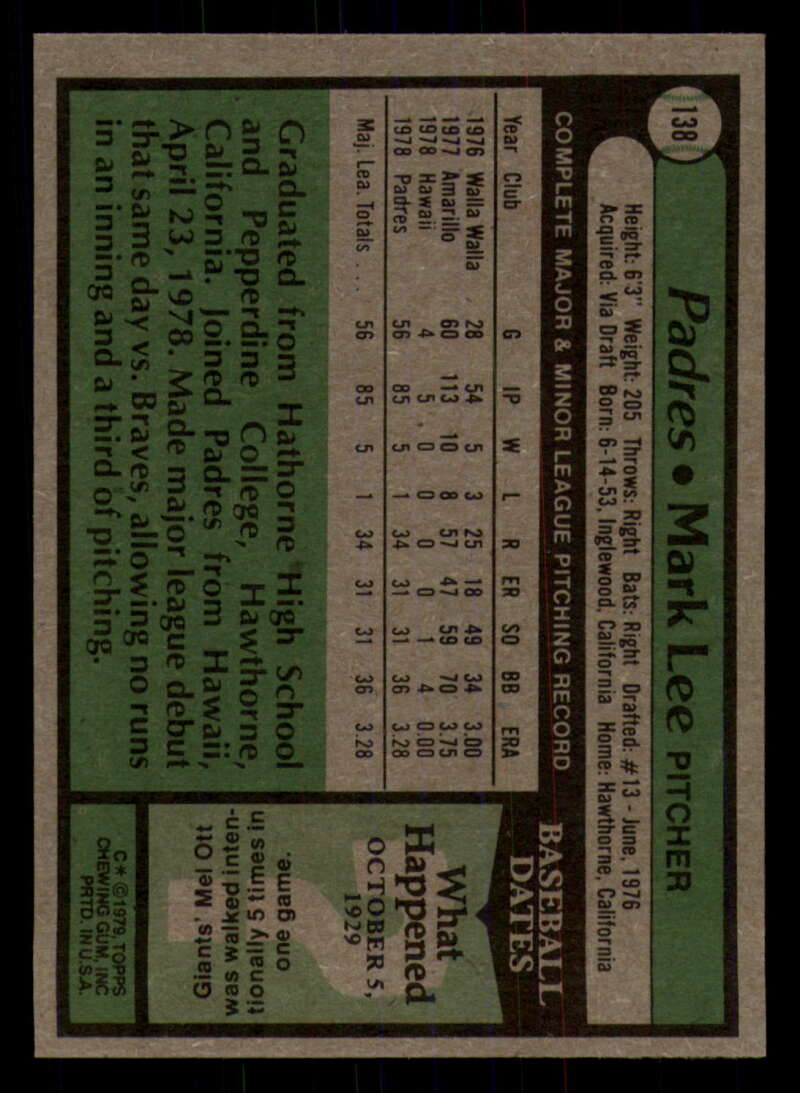 138
Padres • Mark Lee PITCHER
Height: 6'3" Weight: 205 Throws: Right Bats: Right Drafted: #13 - June, 1976
Acquired: Via Draft Born: 6-14-53, Inglewood, California Home: Hawthorne, California
COMPLETE MAJOR & MINOR LEAGUE PITCHING RECORD
Year Club G IP W L R ER SO BB ERA
1976 Walla Walla 28 54 5 3 25 18 49 34 3.00
1977 Amarillo 60 113 10 8 57 47 59 70 3.75
1978 Hawaii 4 5 0 0 0 0 1 4 0.00
1978 Padres 56 85 5 1 34 31 31 36 3.28
Maj. Lea. Totals . . . 56 85 5 1 34 31 31 36 3.28
Graduated from Hathorne High School
and Pepperdine College, Hawthorne,
California. Joined Padres from Hawaii,
April 23, 1978. Made major league debut
that same day vs. Braves, allowing no runs
in an inning and a third of pitching.
BASEBALL
DATES
What
Happened
OCTOBER 5,
1929
Giants' Mel Ott
was walked inten-
tionally 5 times in
one game.
C* © 1979 TOPPS
CHEWING GUM, INC
PRTD. IN U.S.A.